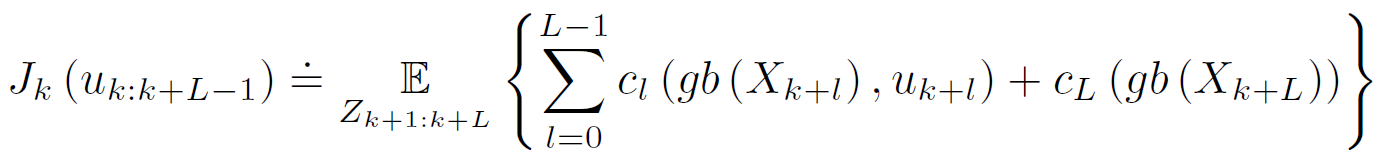 J_k (u_{k:k+L-1}) ≐ 𝔼_{Z_{k+1:k+L}} { ∑_{l=0}^{L-1} c_l (gb (X_{k+l}) , u_{k+l}) + c_L (gb (X_{k+L})) }